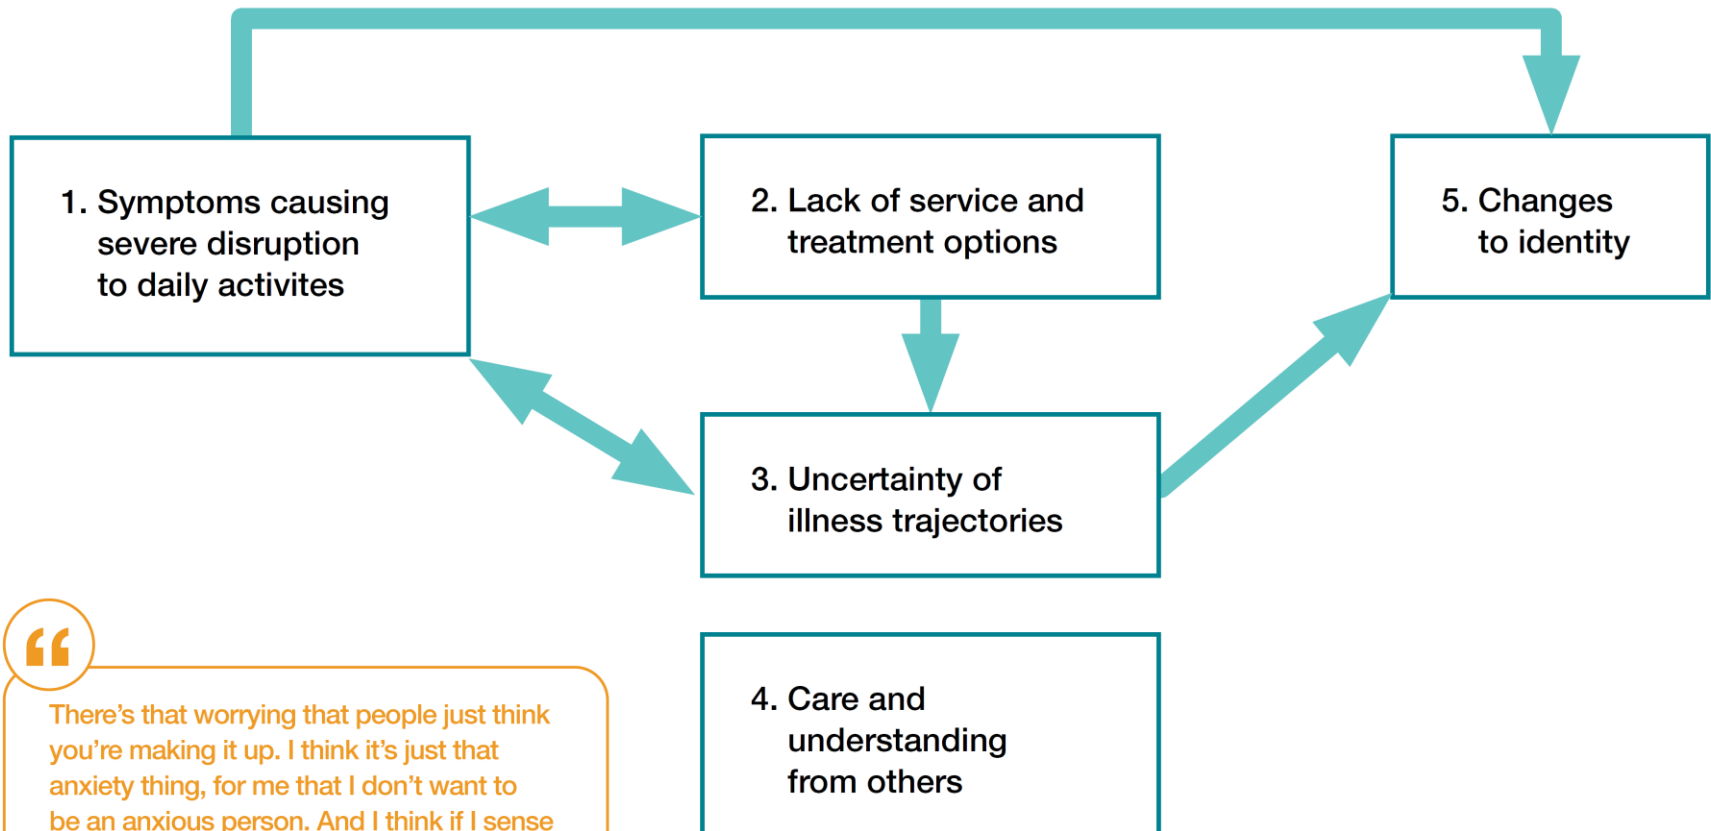 1. Symptoms causing
severe disruption
to daily activites
2. Lack of service and
treatment options
5. Changes
to identity
3. Uncertainty of
illness trajectories
4. Care and
understanding
from others
“
There’s that worrying that people just think
you’re making it up. I think it’s just that
anxiety thing, for me that I don’t want to
be an anxious person. And I think if I sense